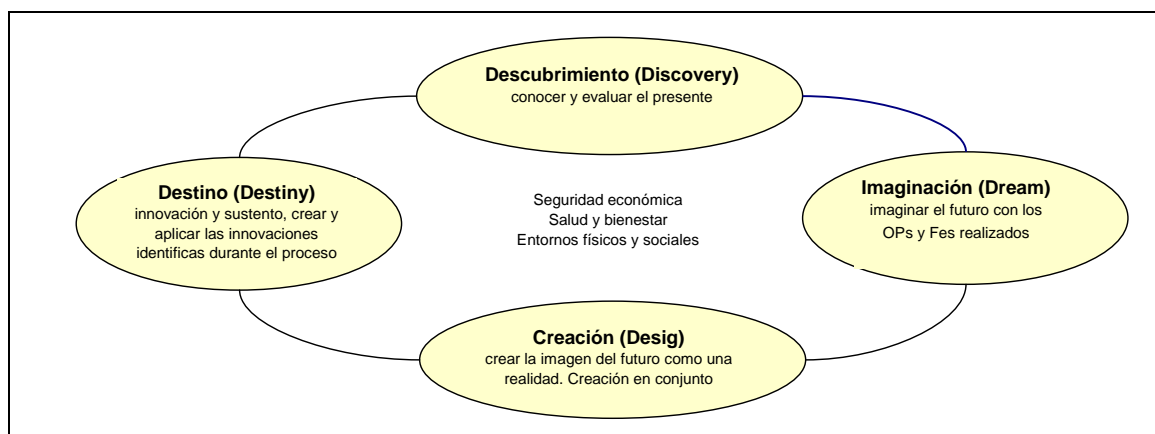 Descubrimiento (Discovery)
conocer y evaluar el presente
Destino (Destiny)
innovación y sustento, crear y
aplicar las innovaciones
identificas durante el proceso
Seguridad económica
Salud y bienestar
Entornos físicos y sociales
Imaginación (Dream)
imaginar el futuro con los
OPs y Fes realizados
Creación (Desig)
crear la imagen del futuro como una
realidad. Creación en conjunto